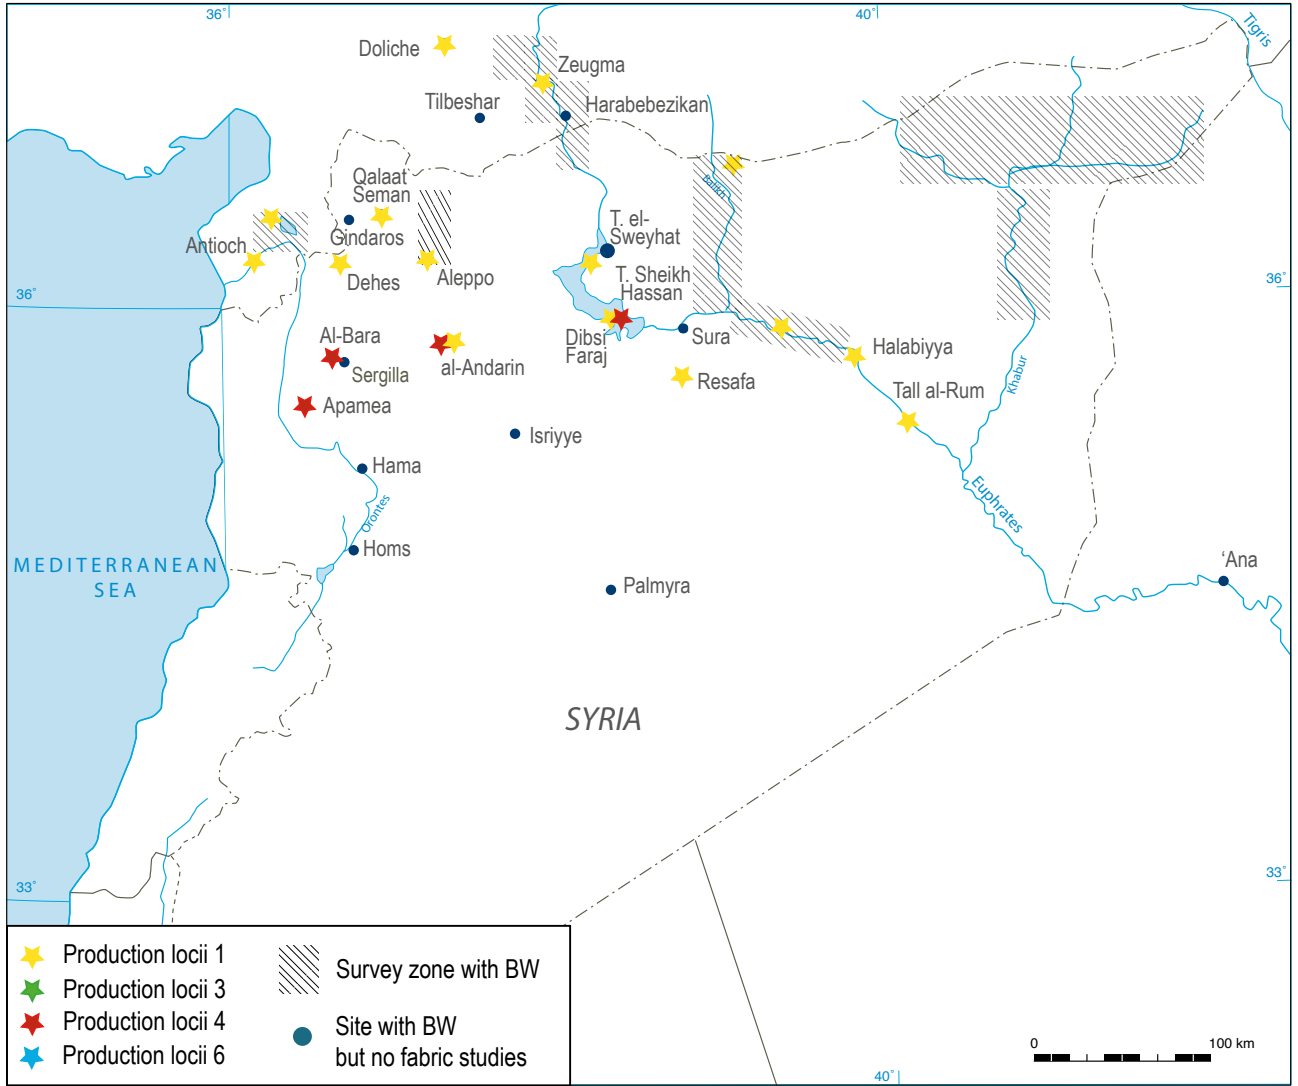 36°
40°
Tigris
Doliche
Zeugma
Tilbeshar
Harabebezikan
Qalaat
Seman
Balikh
Gindaros
T. el-
Sweyhat
Antioch
Dehes
Aleppo
T. Sheikh
Hassan
36°
36°
Al-Bara
Sergilla
al-Andarin
Dibsi
Faraj
Sura
Halabiyya
Khabur
Resafa
Tall al-Rum
Apamea
Isriyye
Hama
Orontes
Euphrates
Homs
MEDITERRANEAN
SEA
Palmyra
‘Ana
SYRIA
33°
33°
Production locii 1
Production locii 3
Production locii 4
Production locii 6
Survey zone with BW
Site with BW
but no fabric studies
0 100 km
40°